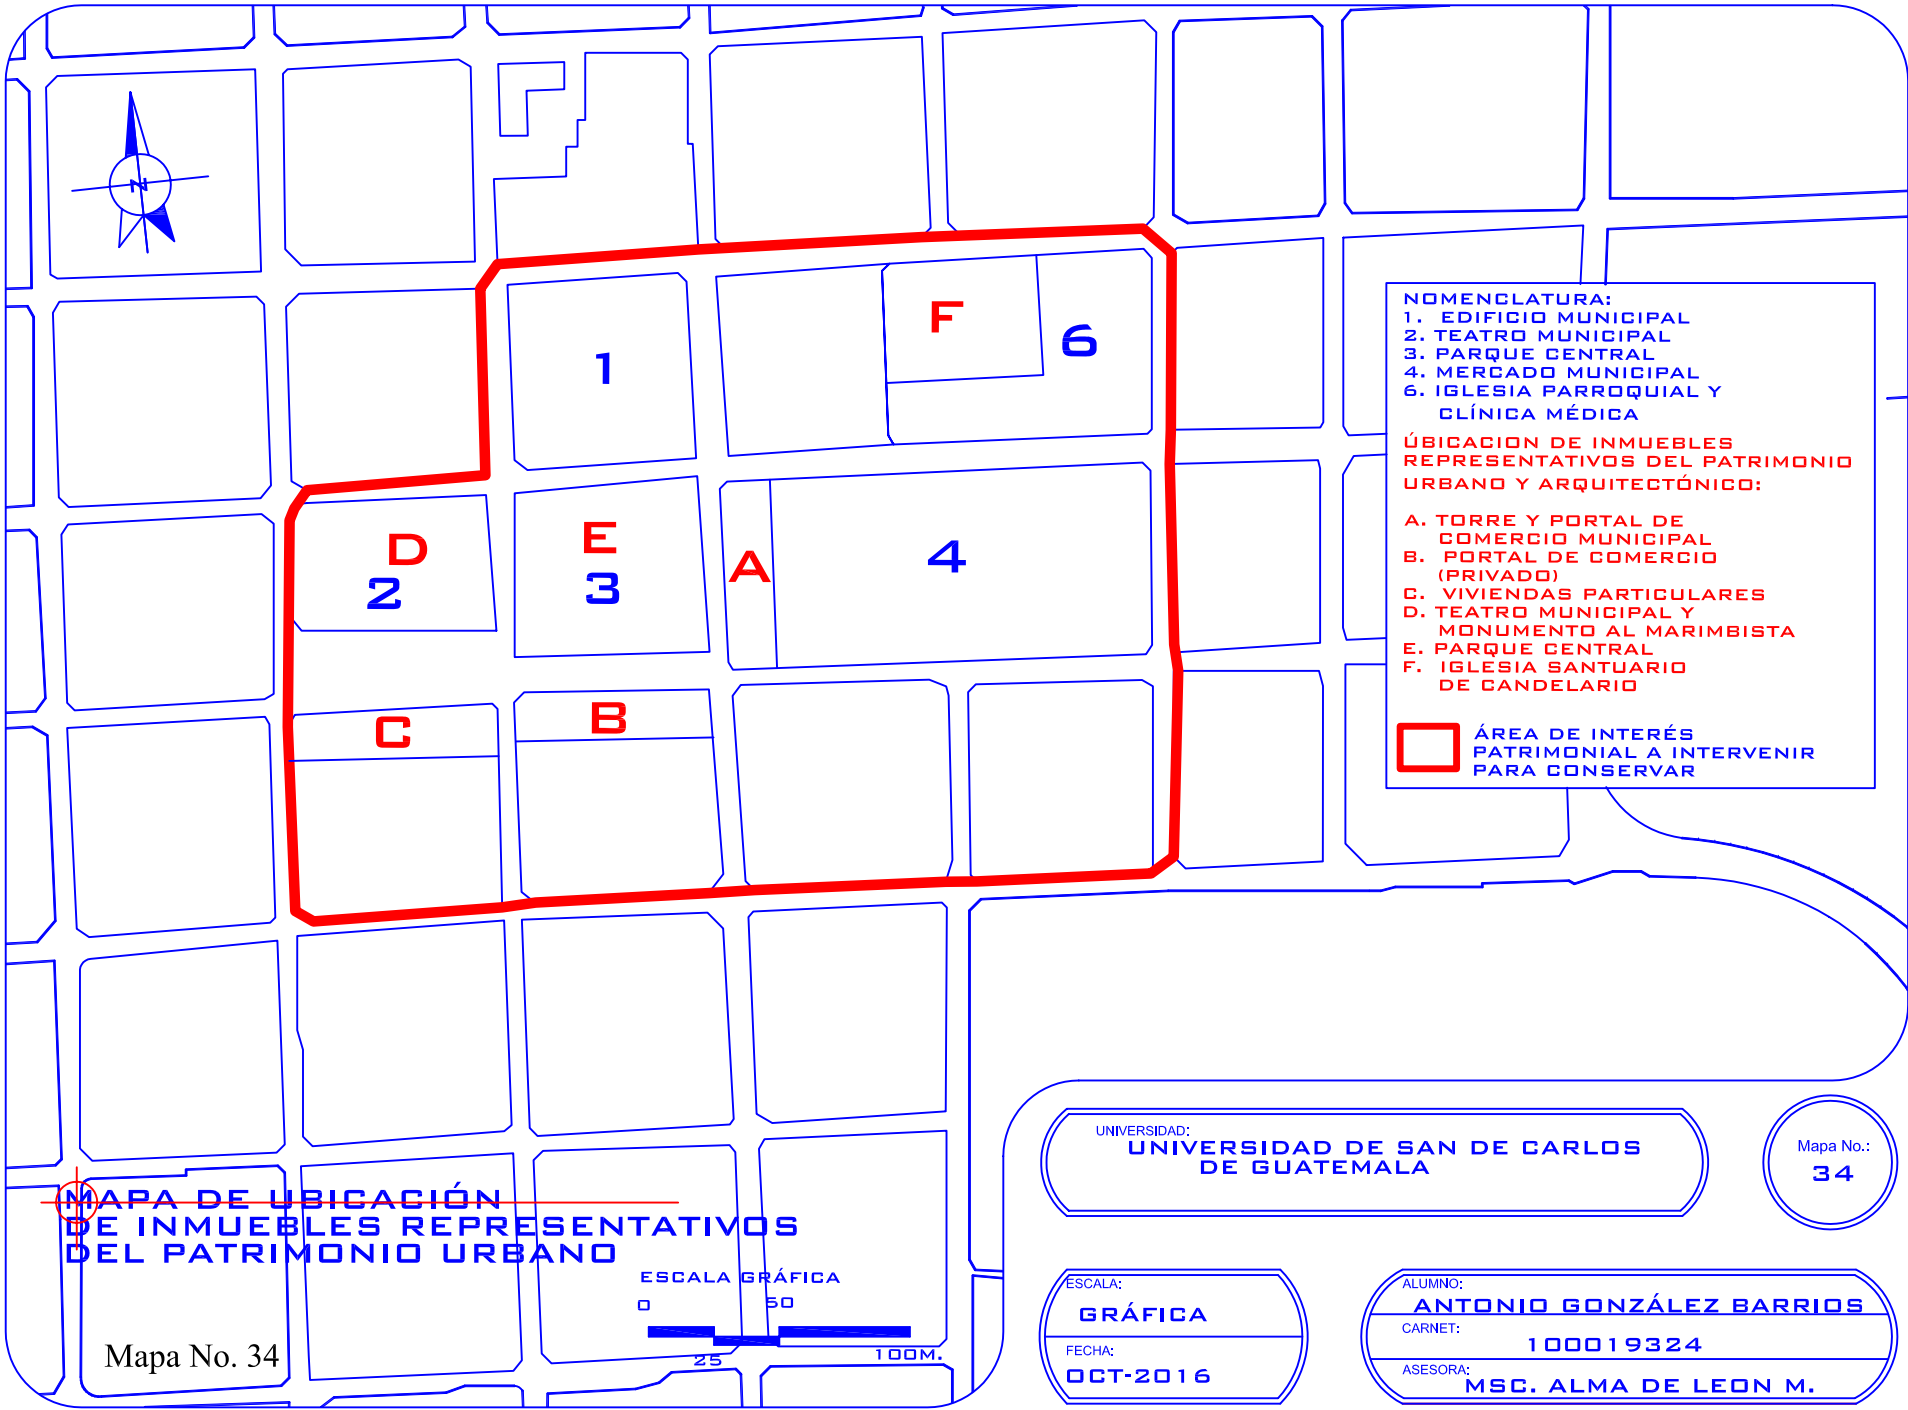 N
1
F
6
D
2
E
3
A
4
C
B
NOMENCLATURA:
1. EDIFICIO MUNICIPAL
2. TEATRO MUNICIPAL
3. PARQUE CENTRAL
4. MERCADO MUNICIPAL
6. IGLESIA PARROQUIAL Y
CLÍNICA MÉDICA
ÚBICACION DE INMUEBLES
REPRESENTATIVOS DEL PATRIMONIO
URBANO Y ARQUITECTÓNICO:
A. TORRE Y PORTAL DE
COMERCIO MUNICIPAL
B. PORTAL DE COMERCIO
(PRIVADO)
C. VIVIENDAS PARTICULARES
D. TEATRO MUNICIPAL Y
MONUMENTO AL MARIMBISTA
E. PARQUE CENTRAL
F. IGLESIA SANTUARIO
DE CANDELARIO
ÁREA DE INTERÉS
PATRIMONIAL A INTERVENIR
PARA CONSERVAR
MAPA DE UBICACIÓN
DE INMUEBLES REPRESENTATIVOS
DEL PATRIMONIO URBANO
ESCALA GRÁFICA
0 50
25 100M.
Mapa No. 34
UNIVERSIDAD:
UNIVERSIDAD DE SAN DE CARLOS
DE GUATEMALA
Mapa No.:
34
ESCALA:
GRÁFICA
FECHA:
OCT-2016
ALUMNO:
ANTONIO GONZÁLEZ BARRIOS
CARNET:
100019324
ASESORA:
MSC. ALMA DE LEON M.